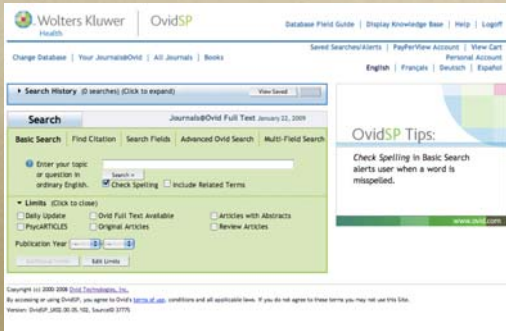 Wolters Kluwer | OvidSP
Health
Database Field Guide | Display Knowledge Base | Help | Logoff
Saved Searches/Alerts | PayPerView Account | View Cart
Change Database | Your Journals@Ovid | All Journals | Books
Personal Account
English | Français | Deutsch | Español
Search History (0 searches) (Click to expand)
View Saved
Search
Journals@Ovid Full Text January 22, 2009
Basic Search | Find Citation | Search Fields | Advanced Ovid Search | Multi-Field Search
Enter your topic
or question in
ordinary English.
Search »
Check Spelling Include Related Terms
Limits (Click to close)
Daily Update Ovid Full Text Available Articles with Abstracts
PsycARTICLES Original Articles Review Articles
Publication Year
Edit Limits
OvidSP Tips:
Check Spelling in Basic Search
alerts user when a word is
misspelled.
www.ovid.com
Copyright (c) 2000-2008 Ovid Technologies, Inc.
By accessing or using OvidSP, you agree to Ovid's terms of use, conditions and all applicable laws. If you do not agree to these terms you may not use this Site.
Version: OvidSP_UI02.00.05.102, SourceID 37775